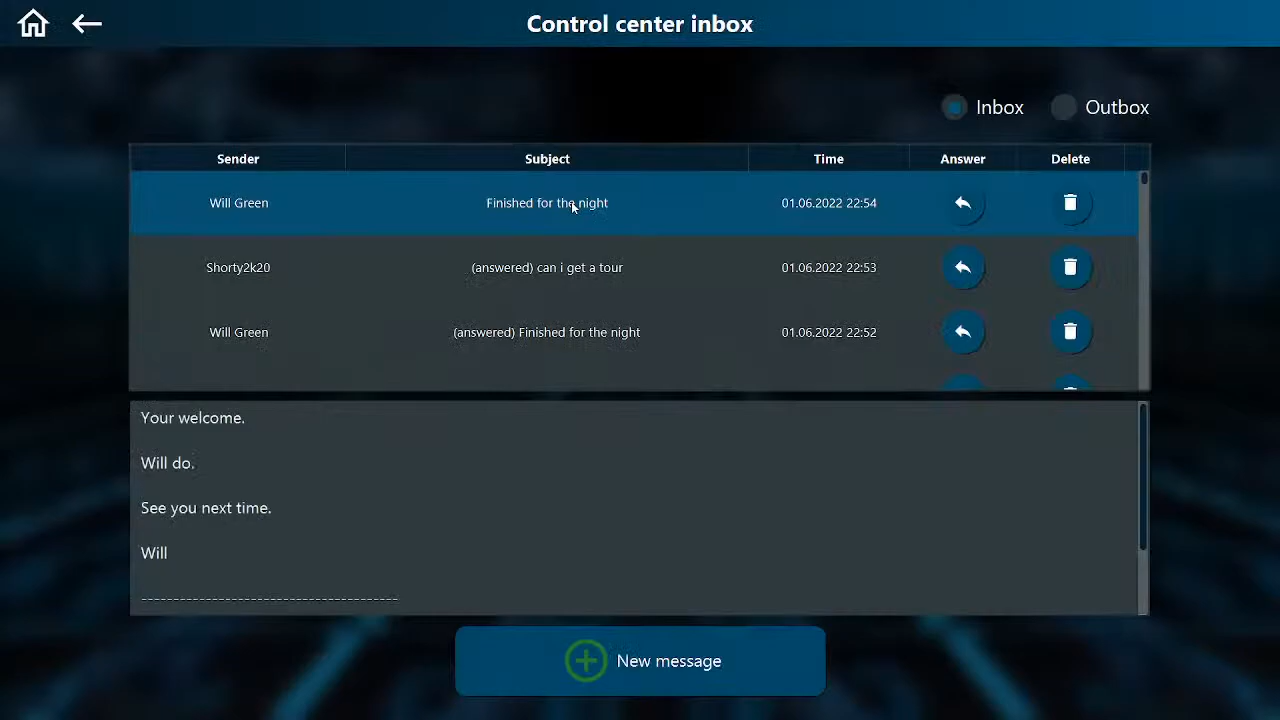 Control center inbox
Inbox Outbox
Sender Subject Time Answer Delete
Will Green Finished for the night 01.06.2022 22:54
Shorty2k20 (answered) can i get a tour 01.06.2022 22:53
Will Green (answered) Finished for the night 01.06.2022 22:52
Your welcome.
Will do.
See you next time.
Will
----------------------------------------
New message